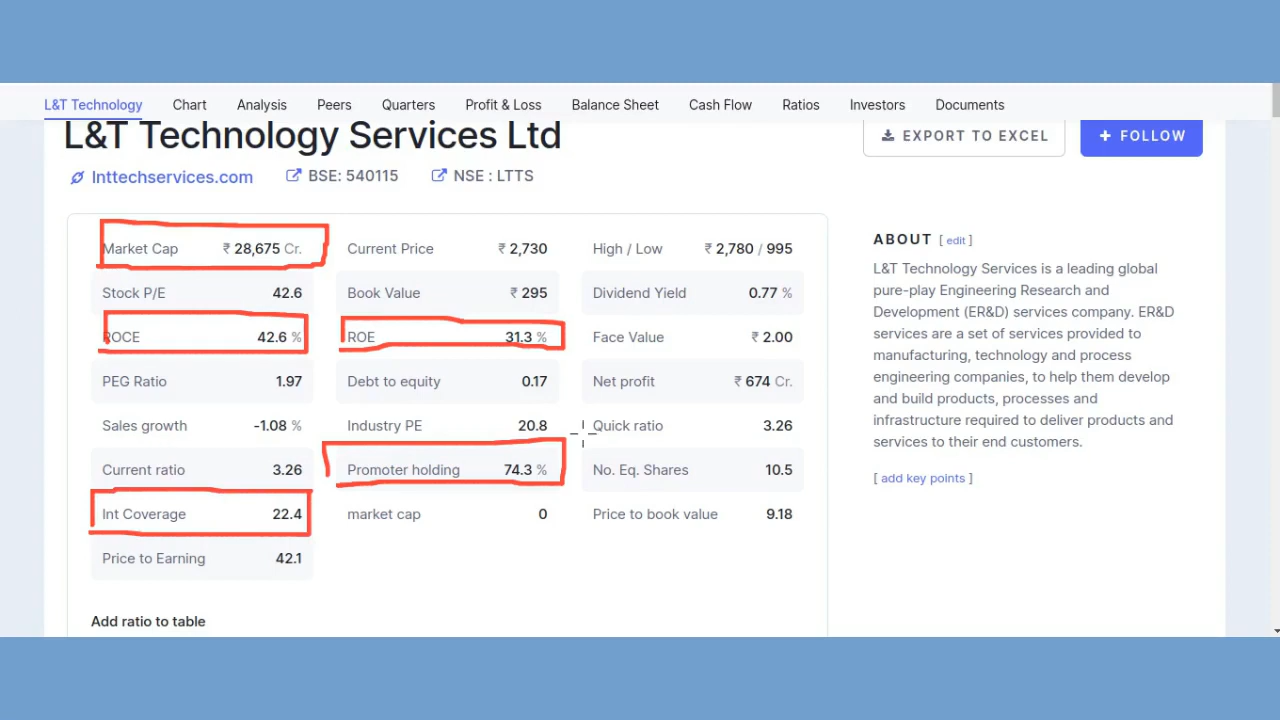 L&T Technology Chart Analysis Peers Quarters Profit & Loss Balance Sheet Cash Flow Ratios Investors Documents
L&T Technology Services Ltd
EXPORT TO EXCEL
+ FOLLOW
lnttechservices.com BSE: 540115 NSE : LTTS
Market Cap ₹ 28,675 Cr. Current Price ₹ 2,730 High / Low ₹ 2,780 / 995
Stock P/E 42.6 Book Value ₹ 295 Dividend Yield 0.77 %
ROCE 42.6 % ROE 31.3 % Face Value ₹ 2.00
PEG Ratio 1.97 Debt to equity 0.17 Net profit ₹ 674 Cr.
Sales growth -1.08 % Industry PE 20.8 Quick ratio 3.26
Current ratio 3.26 Promoter holding 74.3 % No. Eq. Shares 10.5
Int Coverage 22.4 market cap 0 Price to book value 9.18
Price to Earning 42.1
Add ratio to table
ABOUT [ edit ]
L&T Technology Services is a leading global
pure-play Engineering Research and
Development (ER&D) services company. ER&D
services are a set of services provided to
manufacturing, technology and process
engineering companies, to help them develop
and build products, processes and
infrastructure required to deliver products and
services to their end customers.
[ add key points ]